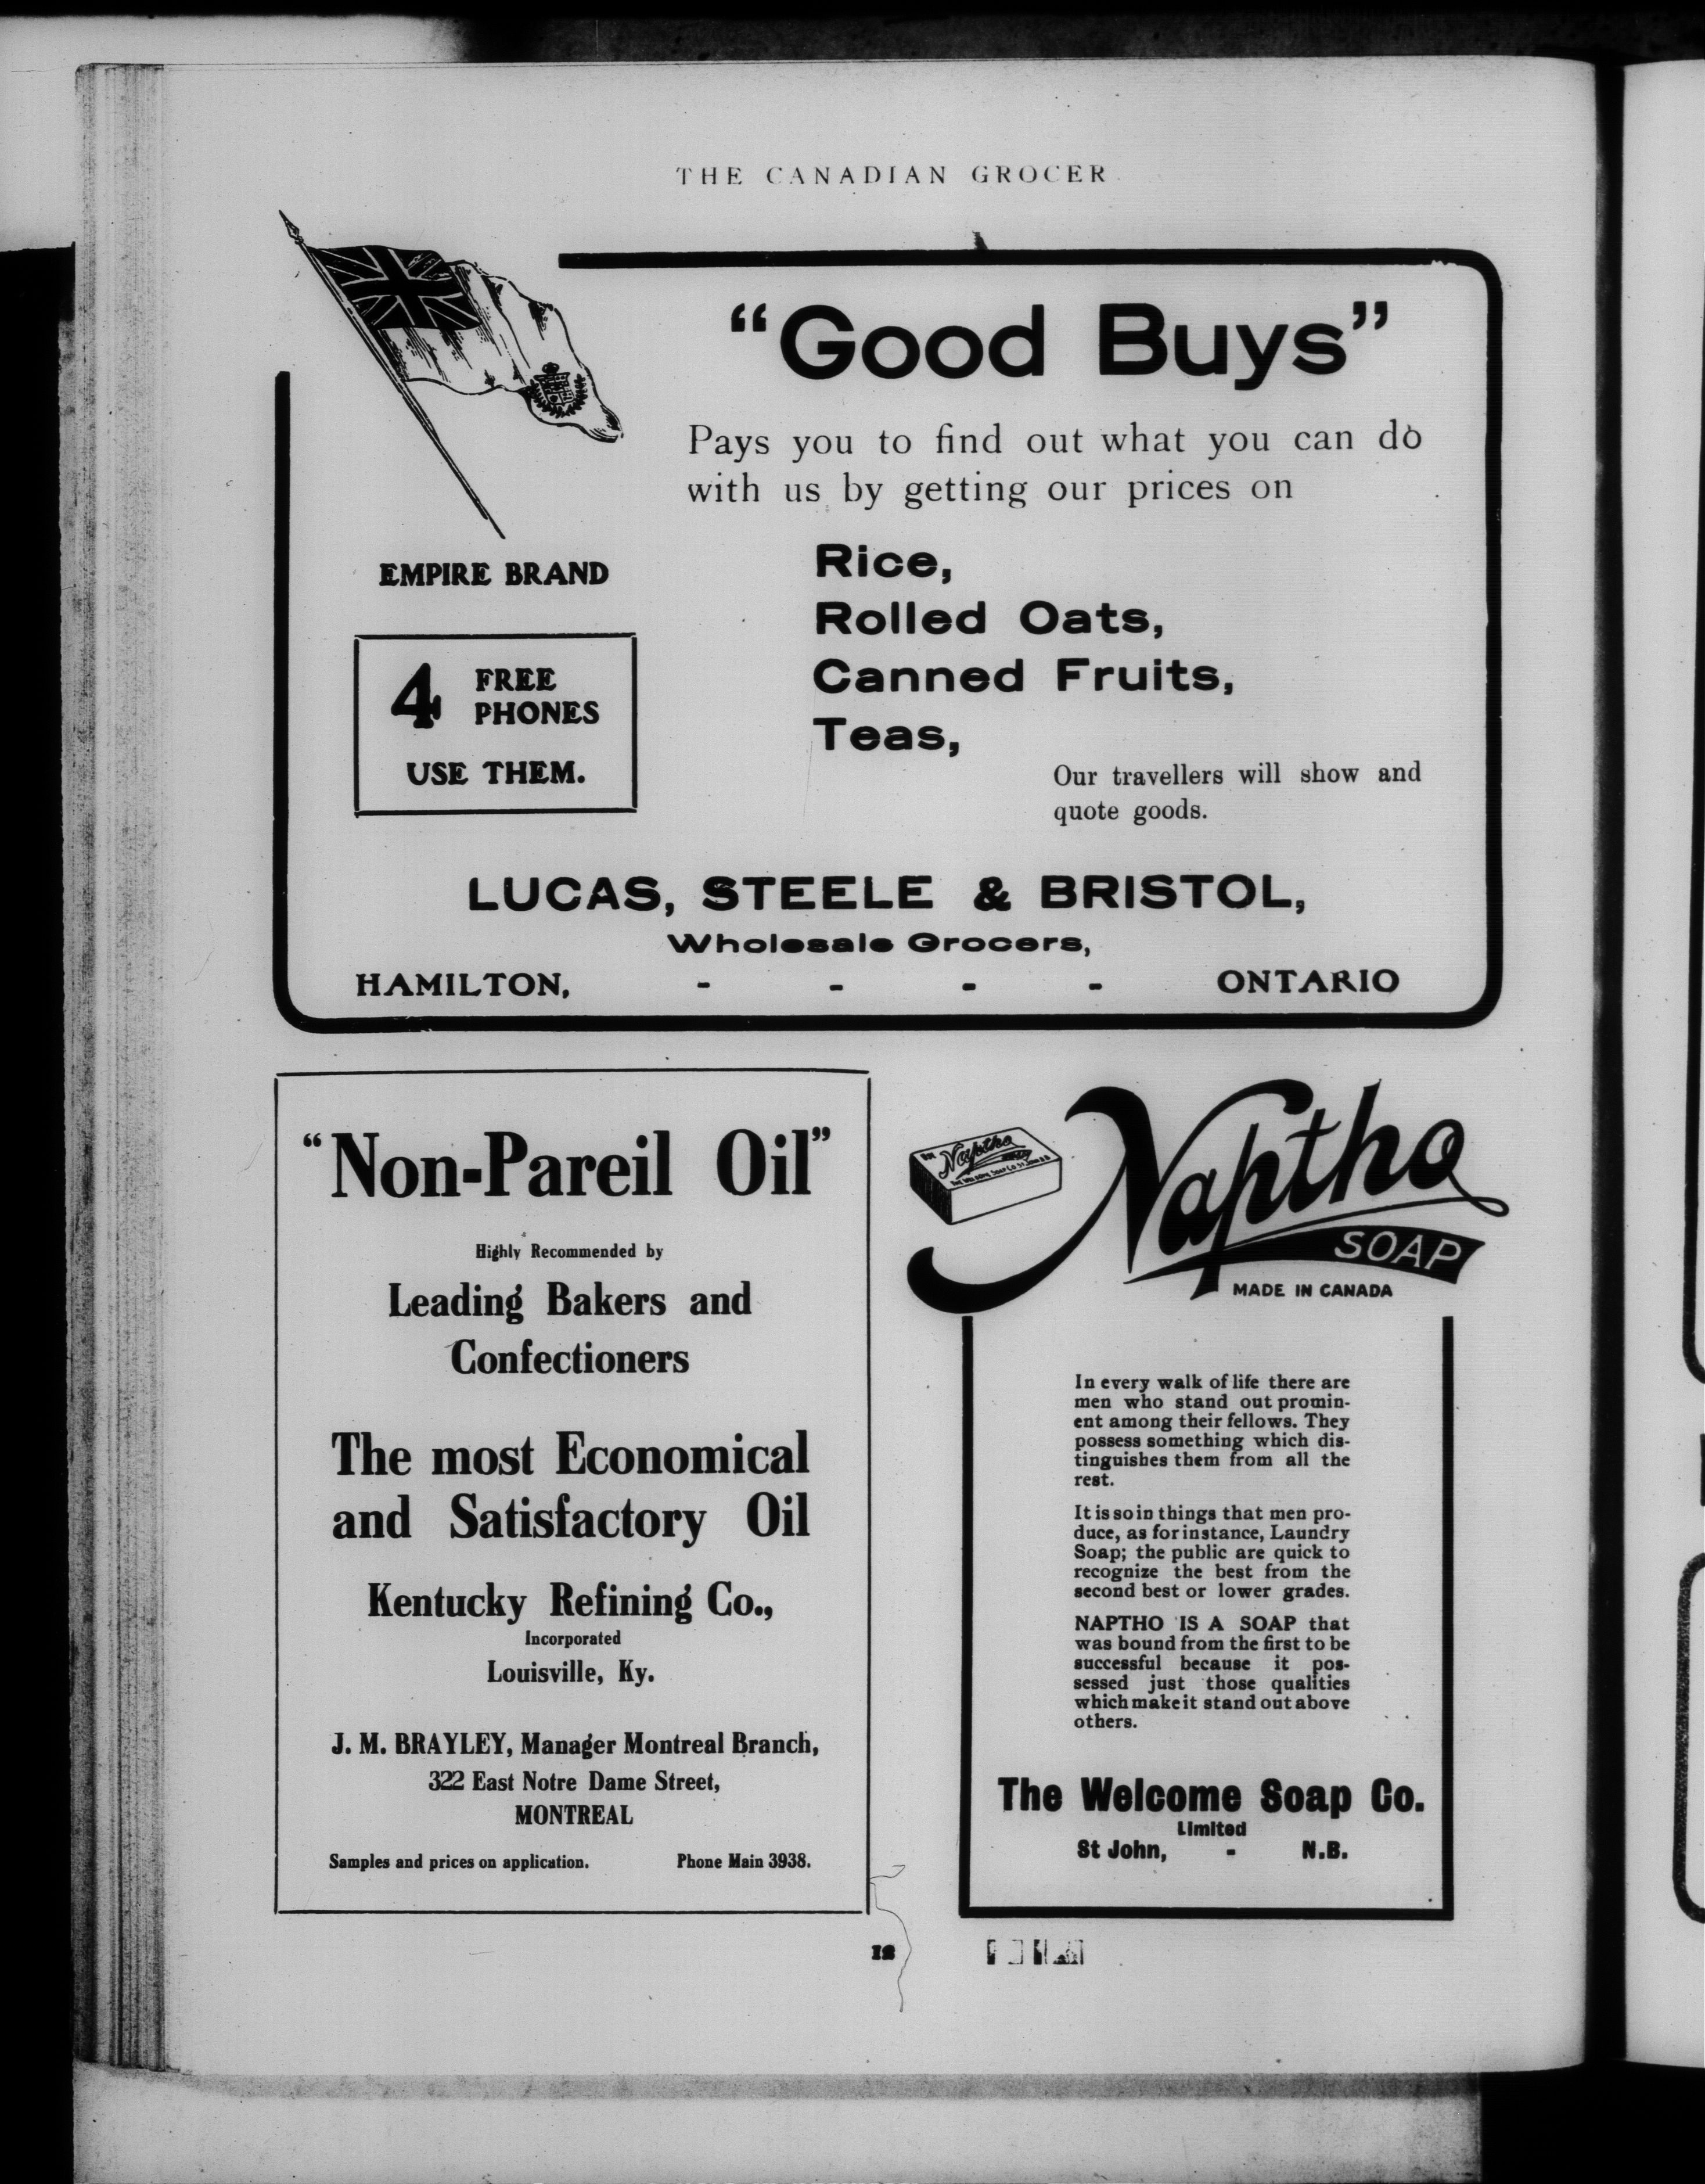 THE CANADIAN GROCER
"Good Buys"
Pays you to find out what you can do
with us by getting our prices on
EMPIRE BRAND
4 FREE
PHONES
USE THEM.
Rice,
Rolled Oats,
Canned Fruits,
Teas,
Our travellers will show and
quote goods.
LUCAS, STEELE & BRISTOL,
Wholesale Grocers,
HAMILTON, - - - - ONTARIO
"Non-Pareil Oil"
Highly Recommended by
Leading Bakers and
Confectioners
The most Economical
and Satisfactory Oil
Kentucky Refining Co.,
Incorporated
Louisville, Ky.
J. M. BRAYLEY, Manager Montreal Branch,
322 East Notre Dame Street,
MONTREAL
Samples and prices on application. Phone Main 3938.
Naptho
Naptho
SOAP
MADE IN CANADA
In every walk of life there are
men who stand out promin-
ent among their fellows. They
possess something which dis-
tinguishes them from all the
rest.
It is so in things that men pro-
duce, as for instance, Laundry
Soap; the public are quick to
recognize the best from the
second best or lower grades.
NAPTHO IS A SOAP that
was bound from the first to be
successful because it pos-
sessed just those qualities
which make it stand out above
others.
The Welcome Soap Co.
Limited
St John, - N.B.